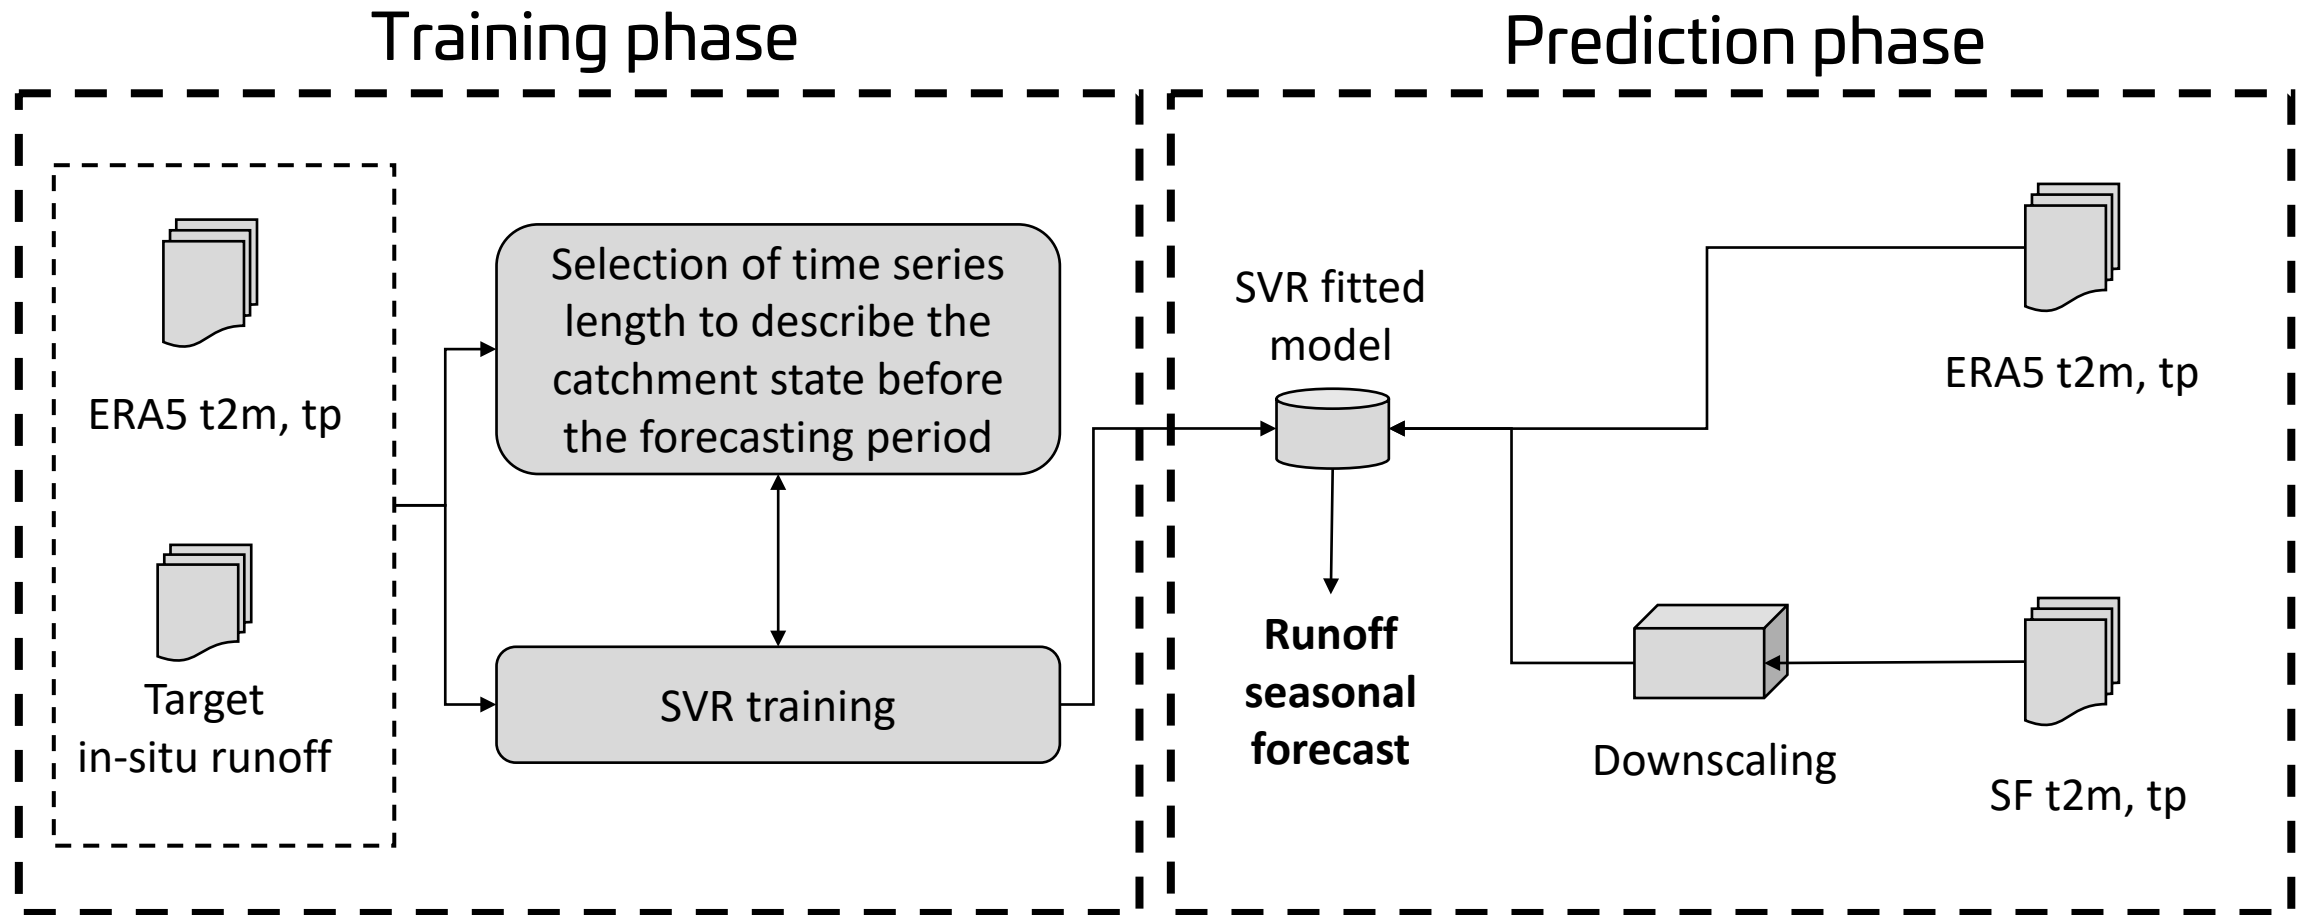 Training phase
ERA5 t2m, tp
Target
in-situ runoff
Selection of time series
length to describe the
catchment state before
the forecasting period
SVR training
Prediction phase
SVR fitted
model
Runoff
seasonal
forecast
ERA5 t2m, tp
Downscaling
SF t2m, tp